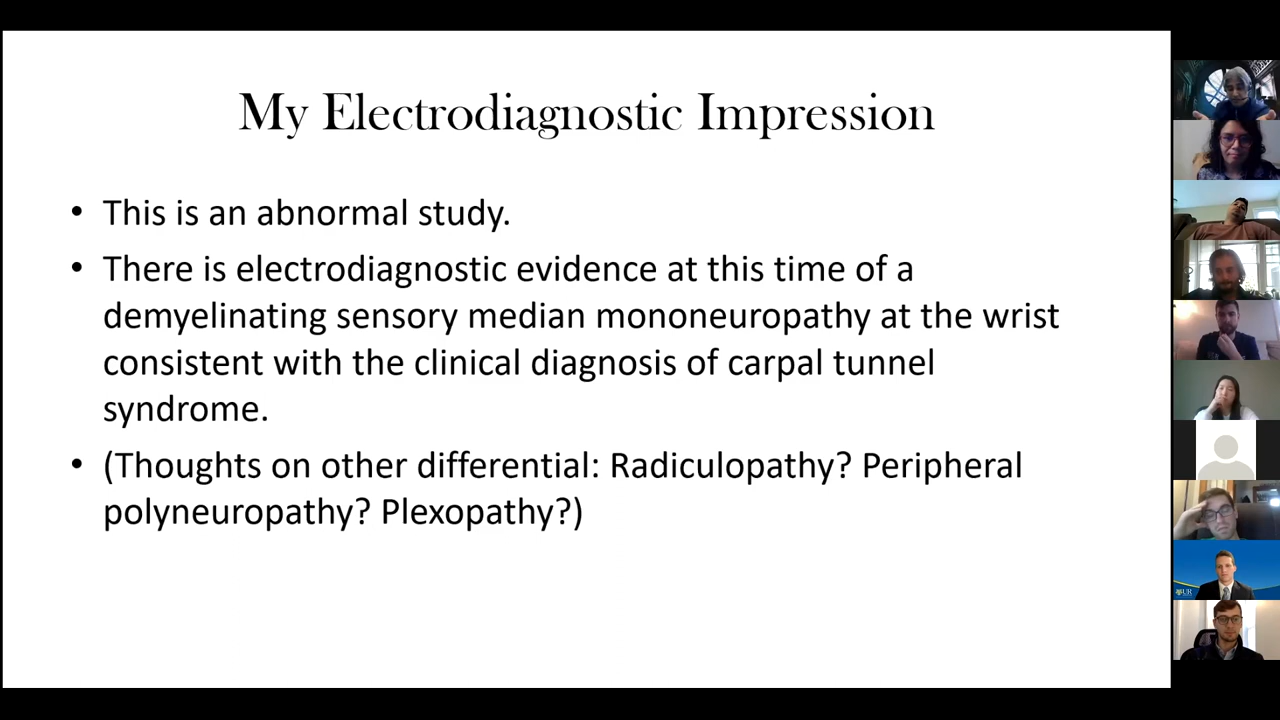 My Electrodiagnostic Impression
• This is an abnormal study.
• There is electrodiagnostic evidence at this time of a
demyelinating sensory median mononeuropathy at the wrist
consistent with the clinical diagnosis of carpal tunnel
syndrome.
• (Thoughts on other differential: Radiculopathy? Peripheral
polyneuropathy? Plexopathy?)
UR